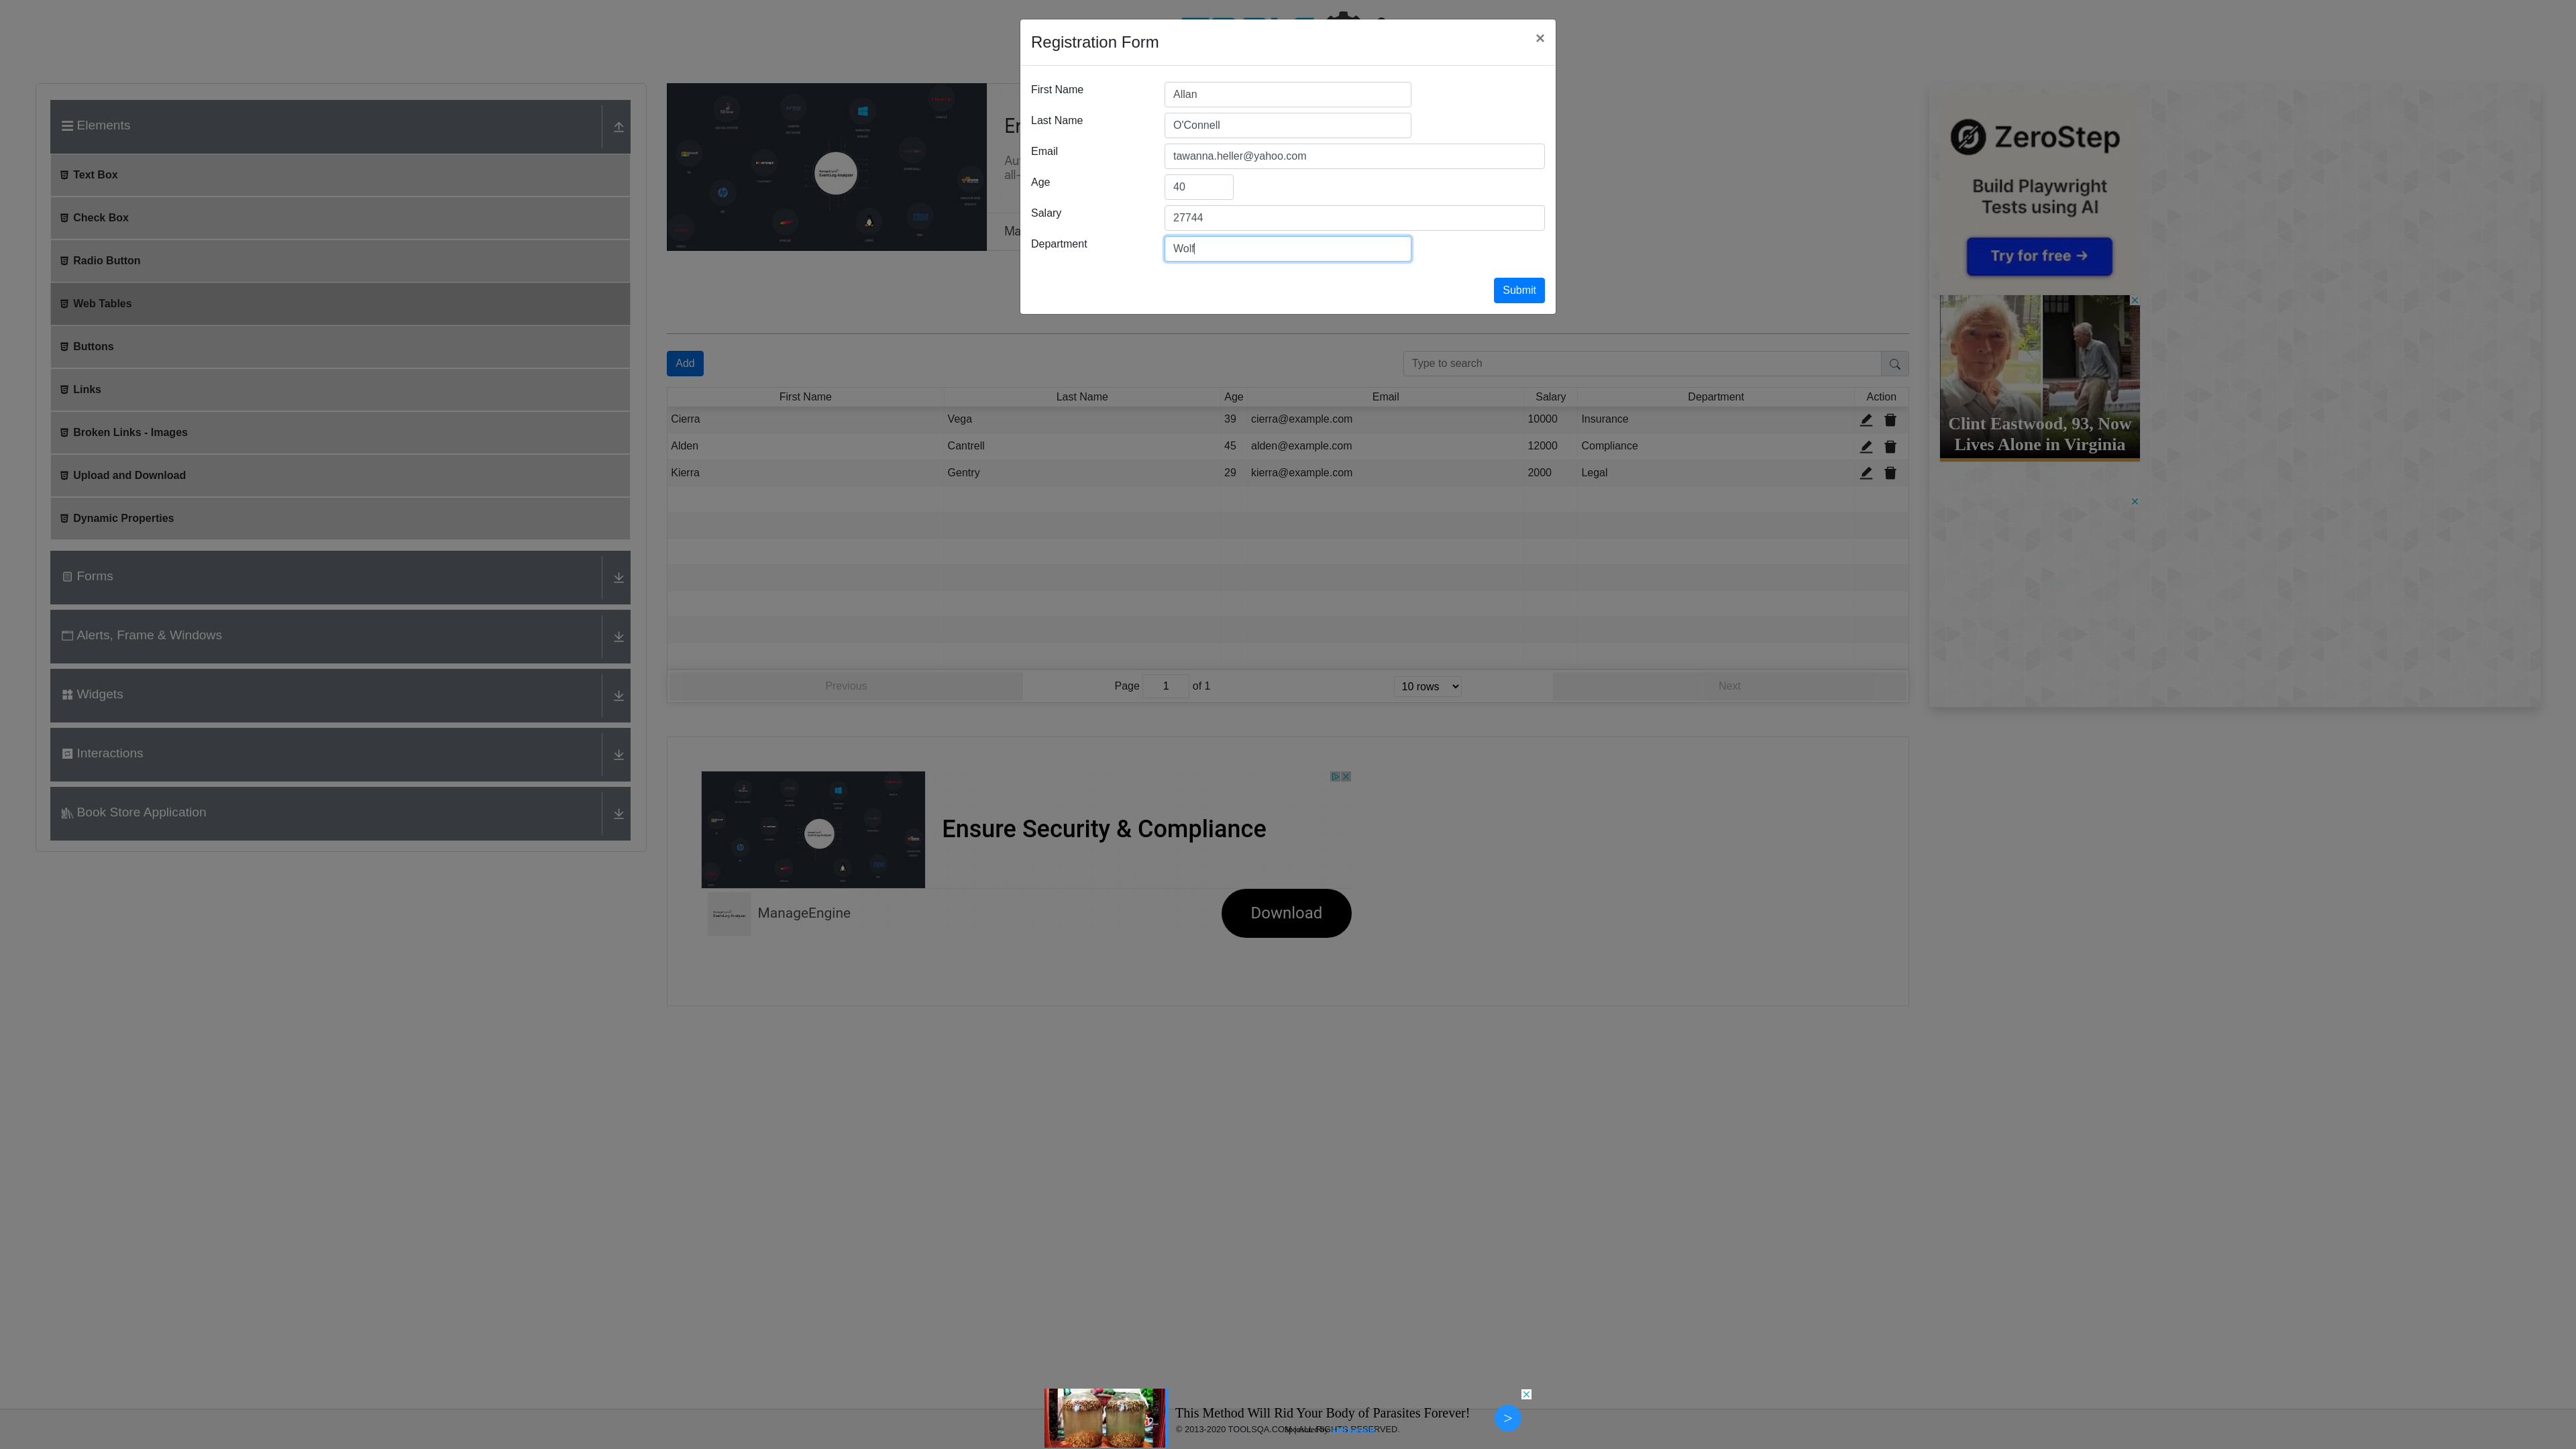 Registration Form
×
First Name
Allan
Last Name
O'Connell
Email
tawanna.heller@yahoo.com
Age
40
Salary
27744
Department
Wolf
Submit
Elements
Text Box
Check Box
Radio Button
Web Tables
Buttons
Links
Broken Links - Images
Upload and Download
Dynamic Properties
Forms
Alerts, Frame & Windows
Widgets
Interactions
Book Store Application
Add
Type to search
First Name Last Name Age Email Salary Department Action
Cierra Vega 39 cierra@example.com 10000 Insurance
Alden Cantrell 45 alden@example.com 12000 Compliance
Kierra Gentry 29 kierra@example.com 2000 Legal
Previous Page 1 of 1 10 rows Next
Ensure Security & Compliance
ManageEngine
Download
ZeroStep
Build Playwright
Tests using AI
Try for free →
Clint Eastwood, 93, Now
Lives Alone in Virginia
This Method Will Rid Your Body of Parasites Forever!
>
© 2013-2020 TOOLSQA.COM | ALL RIGHTS RESERVED.